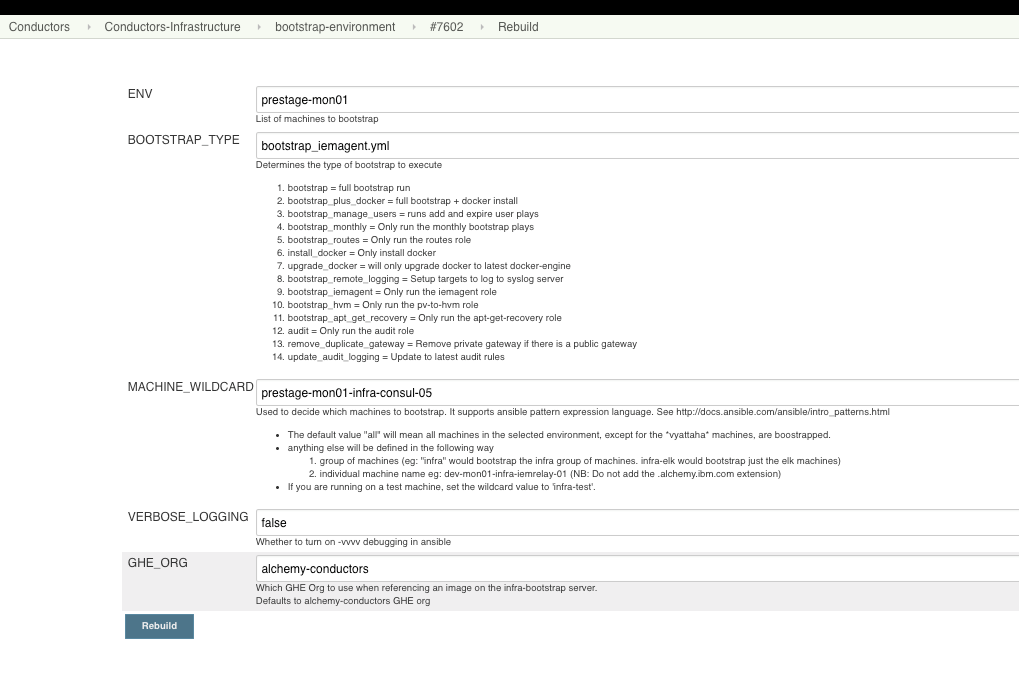 Conductors Conductors-Infrastructure bootstrap-environment #7602 Rebuild
ENV
prestage-mon01
List of machines to bootstrap
BOOTSTRAP_TYPE
bootstrap_iemagent.yml
Determines the type of bootstrap to execute
1. bootstrap = full bootstrap run
2. bootstrap_plus_docker = full bootstrap + docker install
3. bootstrap_manage_users = runs add and expire user plays
4. bootstrap_monthly = Only run the monthly bootstrap plays
5. bootstrap_routes = Only run the routes role
6. install_docker = Only install docker
7. upgrade_docker = will only upgrade docker to latest docker-engine
8. bootstrap_remote_logging = Setup targets to log to syslog server
9. bootstrap_iemagent = Only run the iemagent role
10. bootstrap_hvm = Only run the pv-to-hvm role
11. bootstrap_apt_get_recovery = Only run the apt-get-recovery role
12. audit = Only run the audit role
13. remove_duplicate_gateway = Remove private gateway if there is a public gateway
14. update_audit_logging = Update to latest audit rules
MACHINE_WILDCARD
prestage-mon01-infra-consul-05
Used to decide which machines to bootstrap. It supports ansible pattern expression language. See http://docs.ansible.com/ansible/intro_patterns.html
• The default value "all" will mean all machines in the selected environment, except for the *vyattaha* machines, are boostrapped.
• anything else will be defined in the following way
1. group of machines (eg: "infra" would bootstrap the infra group of machines. infra-elk would bootstrap just the elk machines)
2. individual machine name eg: dev-mon01-infra-iemrelay-01 (NB: Do not add the .alchemy.ibm.com extension)
• If you are running on a test machine, set the wildcard value to 'infra-test'.
VERBOSE_LOGGING
false
Whether to turn on -vvvv debugging in ansible
GHE_ORG
alchemy-conductors
Which GHE Org to use when referencing an image on the infra-bootstrap server.
Defaults to alchemy-conductors GHE org
Rebuild